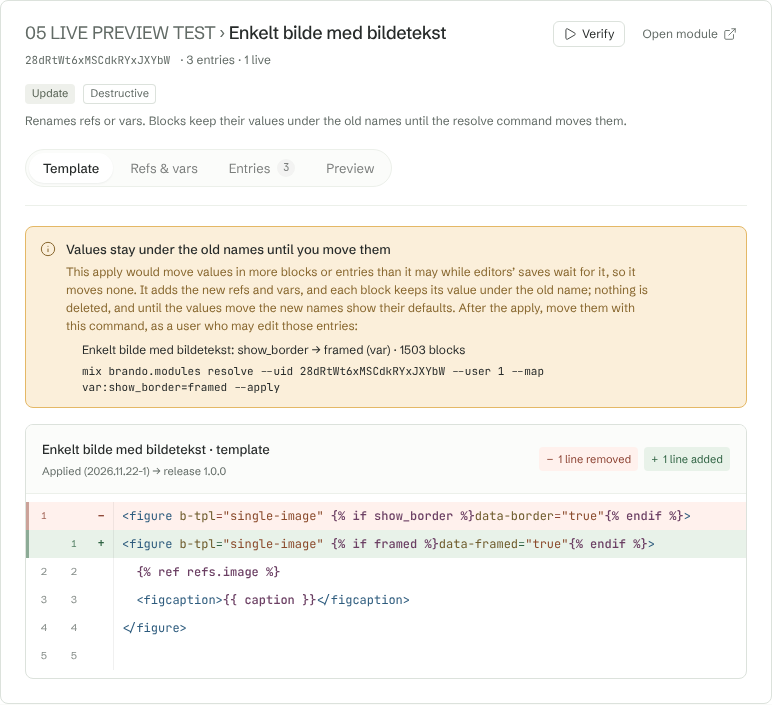 05 LIVE PREVIEW TEST › Enkelt bilde med bildetekst
Verify
Open module
28dRtWt6xMSCdkRYxJXYbW · 3 entries · 1 live
Update
Destructive
Renames refs or vars. Blocks keep their values under the old names until the resolve command moves them.
Template
Refs & vars
Entries 3
Preview
Values stay under the old names until you move them
This apply would move values in more blocks or entries than it may while editors’ saves wait for it, so it
moves none. It adds the new refs and vars, and each block keeps its value under the old name; nothing is
deleted, and until the values move the new names show their defaults. After the apply, move them with
this command, as a user who may edit those entries:
Enkelt bilde med bildetekst: show_border → framed (var) · 1503 blocks
mix brando.modules resolve --uid 28dRtWt6xMSCdkRYxJXYbW --user 1 --map
var:show_border=framed --apply
Enkelt bilde med bildetekst · template
Applied (2026.11.22-1) → release 1.0.0
− 1 line removed
+ 1 line added
1 − <figure b-tpl="single-image" {% if show_border %}data-border="true"{% endif %}>
1 + <figure b-tpl="single-image" {% if framed %}data-framed="true"{% endif %}>
2 2 {% ref refs.image %}
3 3 <figcaption>{{ caption }}</figcaption>
4 4 </figure>
5 5